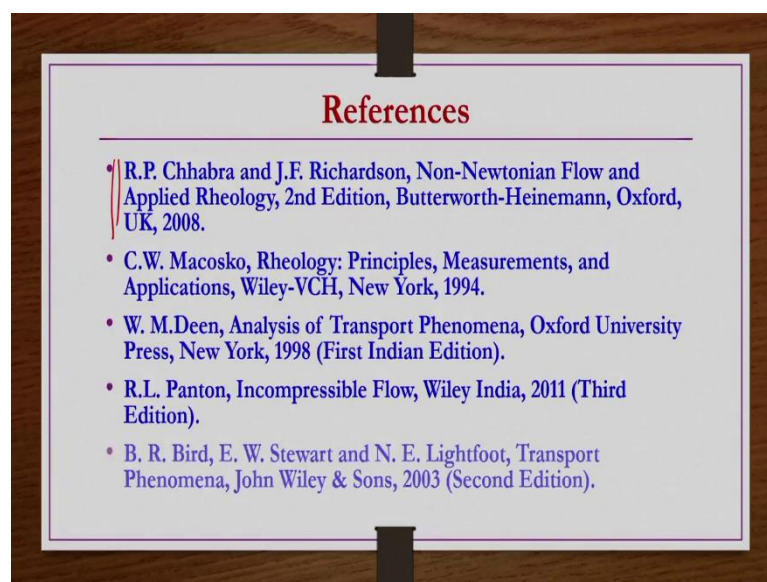 References
• R.P. Chhabra and J.F. Richardson, Non-Newtonian Flow and
Applied Rheology, 2nd Edition, Butterworth-Heinemann, Oxford,
UK, 2008.
• C.W. Macosko, Rheology: Principles, Measurements, and
Applications, Wiley-VCH, New York, 1994.
• W. M.Deen, Analysis of Transport Phenomena, Oxford University
Press, New York, 1998 (First Indian Edition).
• R.L. Panton, Incompressible Flow, Wiley India, 2011 (Third
Edition).
• B. R. Bird, E. W. Stewart and N. E. Lightfoot, Transport
Phenomena, John Wiley & Sons, 2003 (Second Edition).